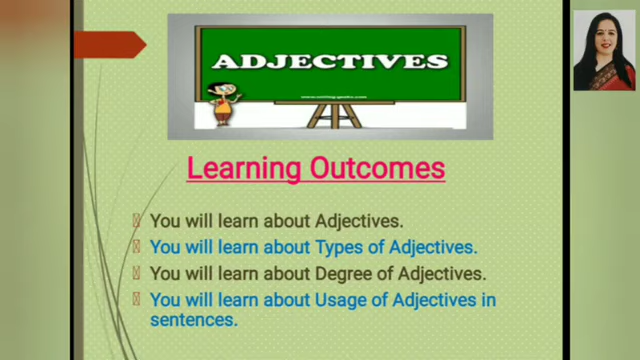 ADJECTIVES
Learning Outcomes
You will learn about Adjectives.
You will learn about Types of Adjectives.
You will learn about Degree of Adjectives.
You will learn about Usage of Adjectives in
sentences.